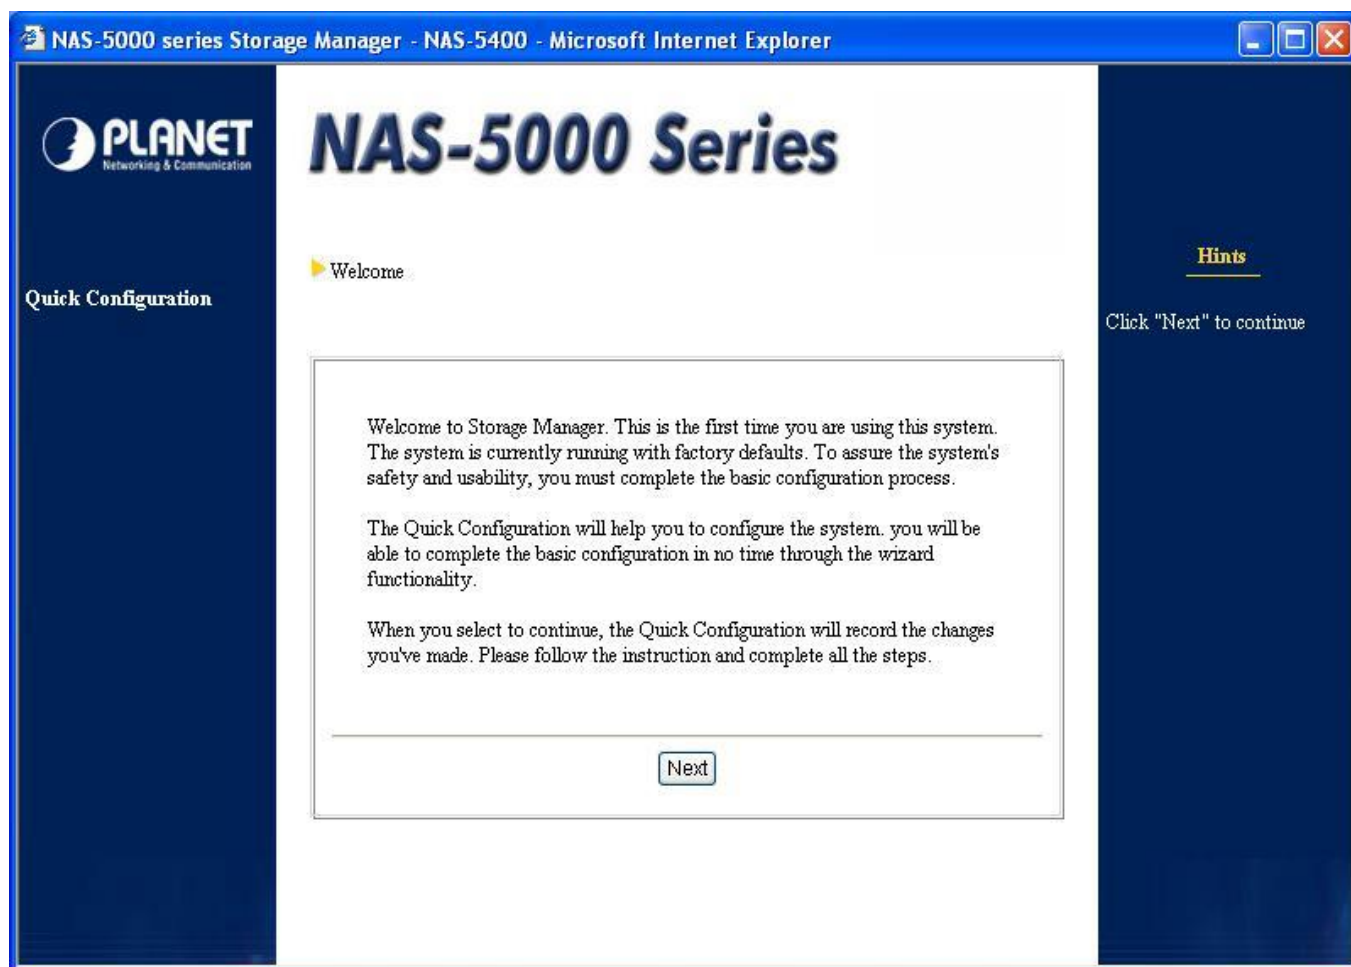 NAS-5000 series Storage Manager - NAS-5400 - Microsoft Internet Explorer
PLANET
Networking & Communication
NAS-5000 Series
Quick Configuration
Welcome
Hints
Click "Next" to continue
Welcome to Storage Manager. This is the first time you are using this system.
The system is currently running with factory defaults. To assure the system's
safety and usability, you must complete the basic configuration process.
The Quick Configuration will help you to configure the system. you will be
able to complete the basic configuration in no time through the wizard
functionality.
When you select to continue, the Quick Configuration will record the changes
you've made. Please follow the instruction and complete all the steps.
Next